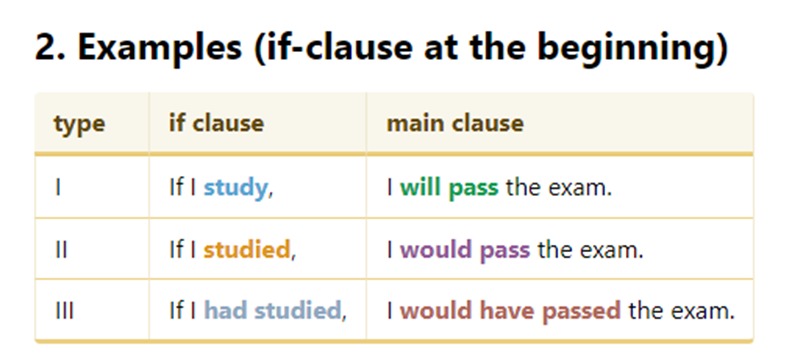 2. Examples (if-clause at the beginning)
type if clause main clause
I If I study, I will pass the exam.
II If I studied, I would pass the exam.
III If I had studied, I would have passed the exam.